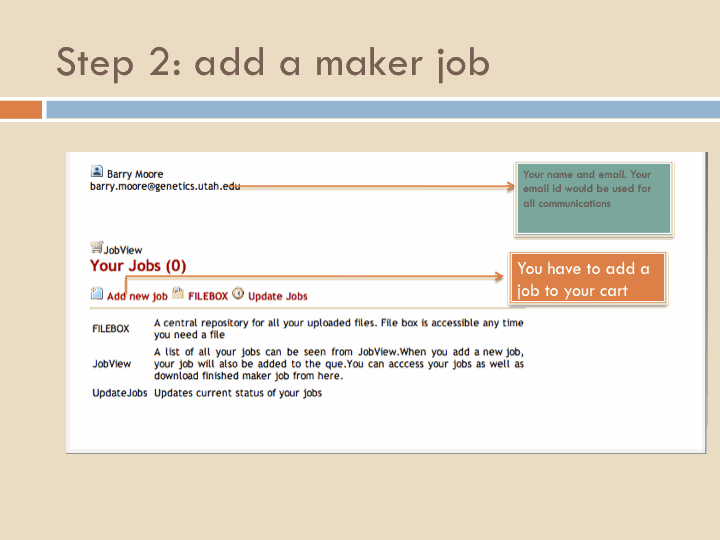 Step 2: add a maker job
Barry Moore
barry.moore@genetics.utah.edu
Your name and email. Your
email id would be used for
all communications
JobView
Your Jobs (0)
You have to add a
job to your cart
Add new job FILEBOX Update Jobs
FILEBOX A central repository for all your uploaded files. File box is accessible any time
you need a file
A list of all your jobs can be seen from JobView.When you add a new job,
JobView your job will also be added to the que.You can acccess your jobs as well as
download finished maker job from here.
UpdateJobs Updates current status of your jobs